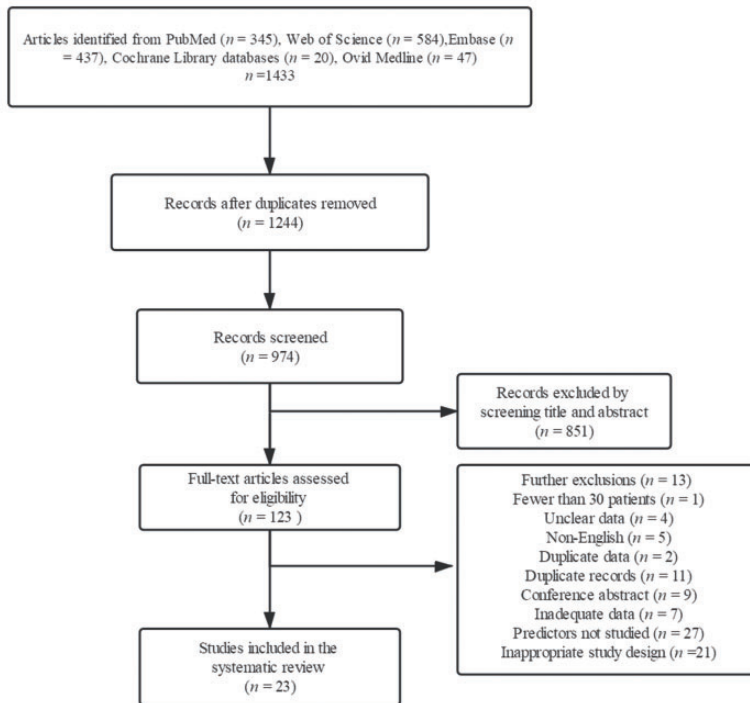 Articles identified from PubMed (n = 345), Web of Science (n = 584),Embase (n
= 437), Cochrane Library databases (n = 20), Ovid Medline (n = 47)
n =1433
Records after duplicates removed
(n = 1244)
Records screened
(n = 974)
Records excluded by
screening title and abstract
(n = 851)
Full-text articles assessed
for eligibility
(n = 123 )
Further exclusions (n = 13)
Fewer than 30 patients (n = 1)
Unclear data (n = 4)
Non-English (n = 5)
Duplicate data (n = 2)
Duplicate records (n = 11)
Conference abstract (n = 9)
Inadequate data (n = 7)
Predictors not studied (n = 27)
Inappropriate study design (n =21)
Studies included in the
systematic review
(n = 23)